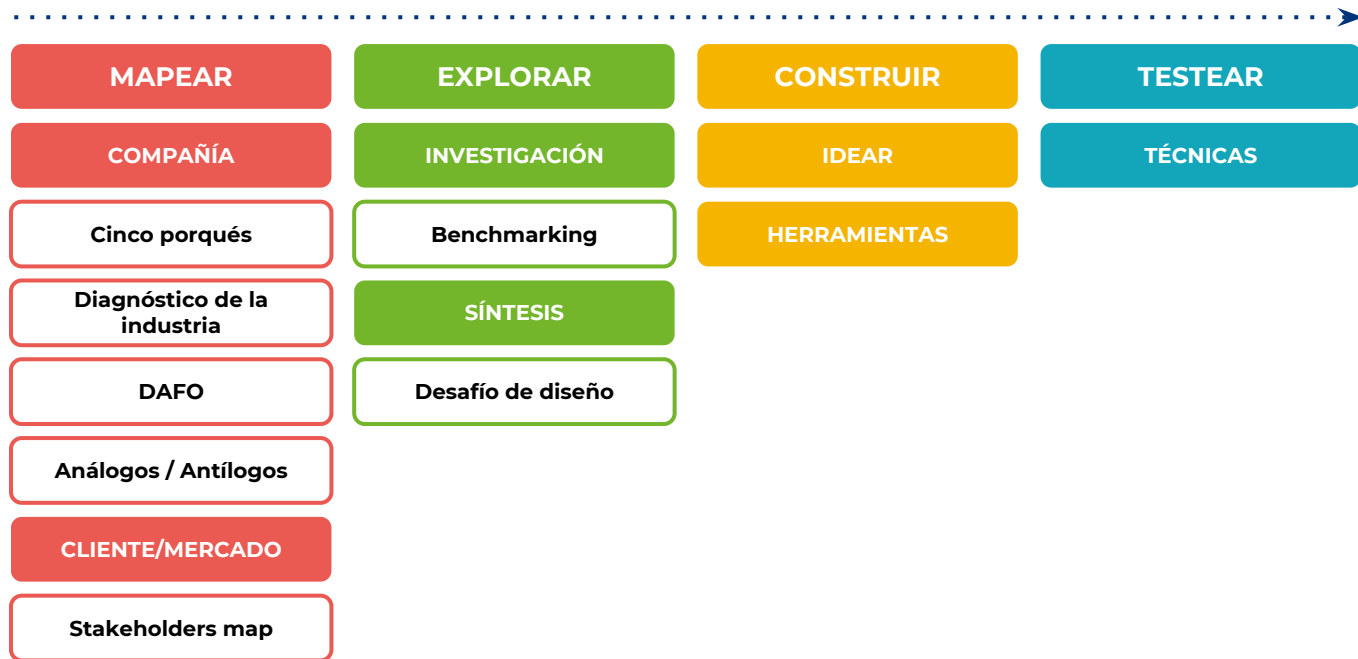 MAPEAR
COMPAÑÍA
Cinco porqués
Diagnóstico de la
industria
DAFO
Análogos / Antílogos
CLIENTE/MERCADO
Stakeholders map
EXPLORAR
INVESTIGACIÓN
Benchmarking
SÍNTESIS
Desafío de diseño
CONSTRUIR
IDEAR
HERRAMIENTAS
TESTEAR
TÉCNICAS